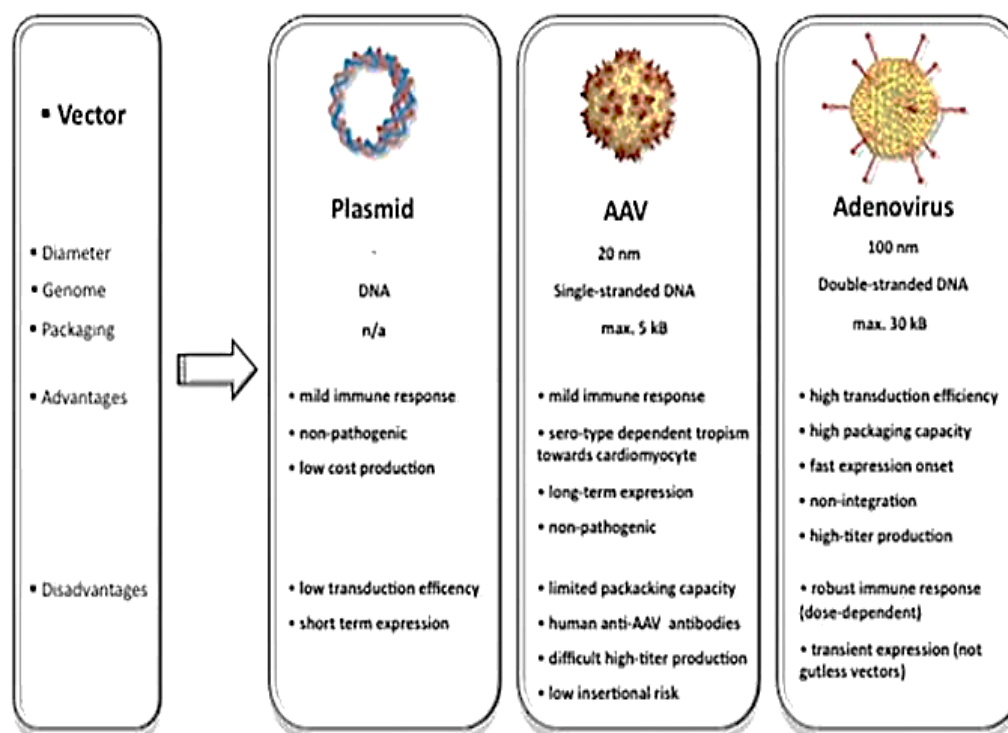 ▪ Vector
▪ Diameter
▪ Genome
▪ Packaging
▪ Advantages
▪ Disadvantages
Plasmid
-
DNA
n/a
• mild immune response
• non-pathogenic
• low cost production
• low transduction efficency
• short term expression
AAV
20 nm
Single-stranded DNA
max. 5 kB
• mild immune response
• sero-type dependent tropism
towards cardiomyocyte
• long-term expression
• non-pathogenic
• limited packacking capacity
• human anti-AAV antibodies
• difficult high-titer production
• low insertional risk
Adenovirus
100 nm
Double-stranded DNA
max. 30 kB
• high transduction efficiency
• high packaging capacity
• fast expression onset
• non-integration
• high-titer production
• robust immune response
(dose-dependent)
• transient expression (not
gutless vectors)